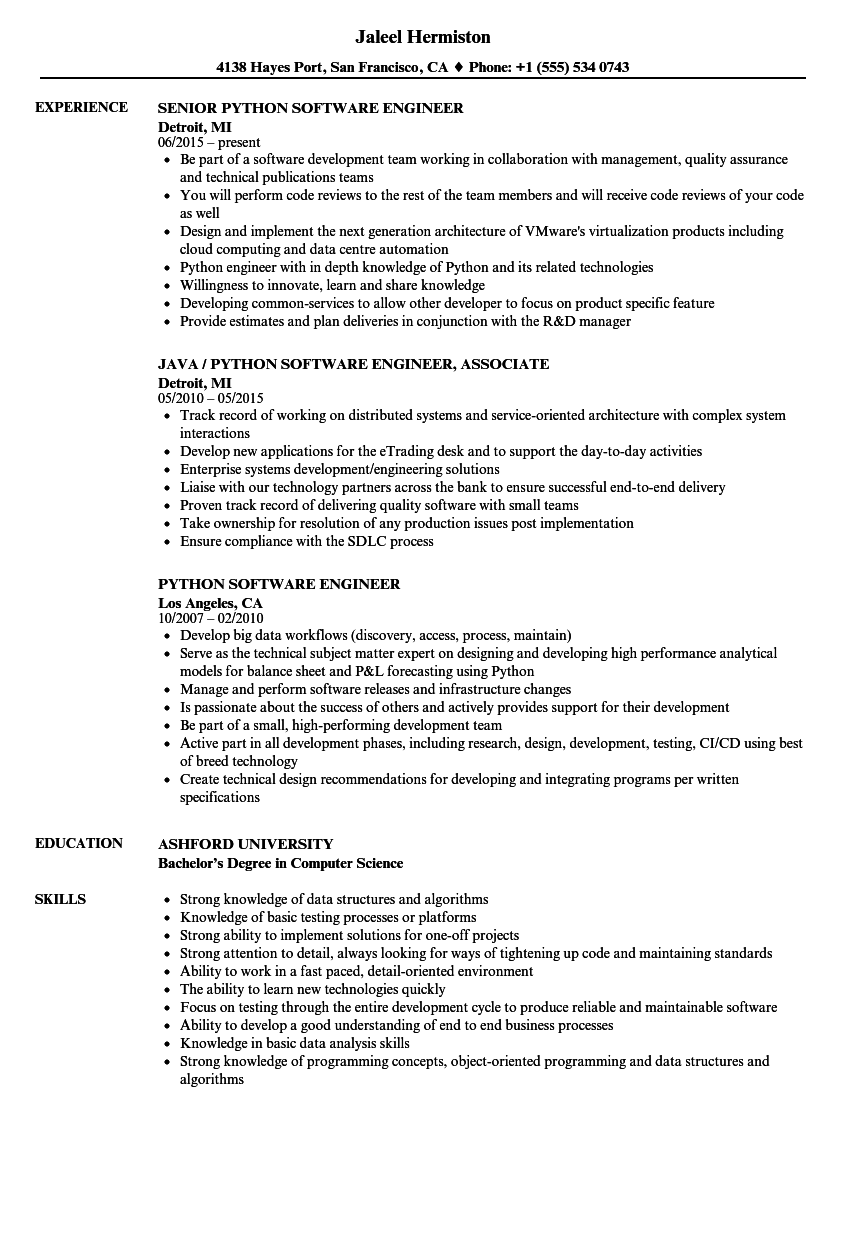 Jaleel Hermiston
4138 Hayes Port, San Francisco, CA ♦ Phone: +1 (555) 534 0743
EXPERIENCE
SENIOR PYTHON SOFTWARE ENGINEER
Detroit, MI
06/2015 – present
• Be part of a software development team working in collaboration with management, quality assurance
and technical publications teams
• You will perform code reviews to the rest of the team members and will receive code reviews of your code
as well
• Design and implement the next generation architecture of VMware's virtualization products including
cloud computing and data centre automation
• Python engineer with in depth knowledge of Python and its related technologies
• Willingness to innovate, learn and share knowledge
• Developing common-services to allow other developer to focus on product specific feature
• Provide estimates and plan deliveries in conjunction with the R&D manager
JAVA / PYTHON SOFTWARE ENGINEER, ASSOCIATE
Detroit, MI
05/2010 – 05/2015
• Track record of working on distributed systems and service-oriented architecture with complex system
interactions
• Develop new applications for the eTrading desk and to support the day-to-day activities
• Enterprise systems development/engineering solutions
• Liaise with our technology partners across the bank to ensure successful end-to-end delivery
• Proven track record of delivering quality software with small teams
• Take ownership for resolution of any production issues post implementation
• Ensure compliance with the SDLC process
PYTHON SOFTWARE ENGINEER
Los Angeles, CA
10/2007 – 02/2010
• Develop big data workflows (discovery, access, process, maintain)
• Serve as the technical subject matter expert on designing and developing high performance analytical
models for balance sheet and P&L forecasting using Python
• Manage and perform software releases and infrastructure changes
• Is passionate about the success of others and actively provides support for their development
• Be part of a small, high-performing development team
• Active part in all development phases, including research, design, development, testing, CI/CD using best
of breed technology
• Create technical design recommendations for developing and integrating programs per written
specifications
EDUCATION
ASHFORD UNIVERSITY
Bachelor's Degree in Computer Science
SKILLS
• Strong knowledge of data structures and algorithms
• Knowledge of basic testing processes or platforms
• Strong ability to implement solutions for one-off projects
• Strong attention to detail, always looking for ways of tightening up code and maintaining standards
• Ability to work in a fast paced, detail-oriented environment
• The ability to learn new technologies quickly
• Focus on testing through the entire development cycle to produce reliable and maintainable software
• Ability to develop a good understanding of end to end business processes
• Knowledge in basic data analysis skills
• Strong knowledge of programming concepts, object-oriented programming and data structures and
algorithms